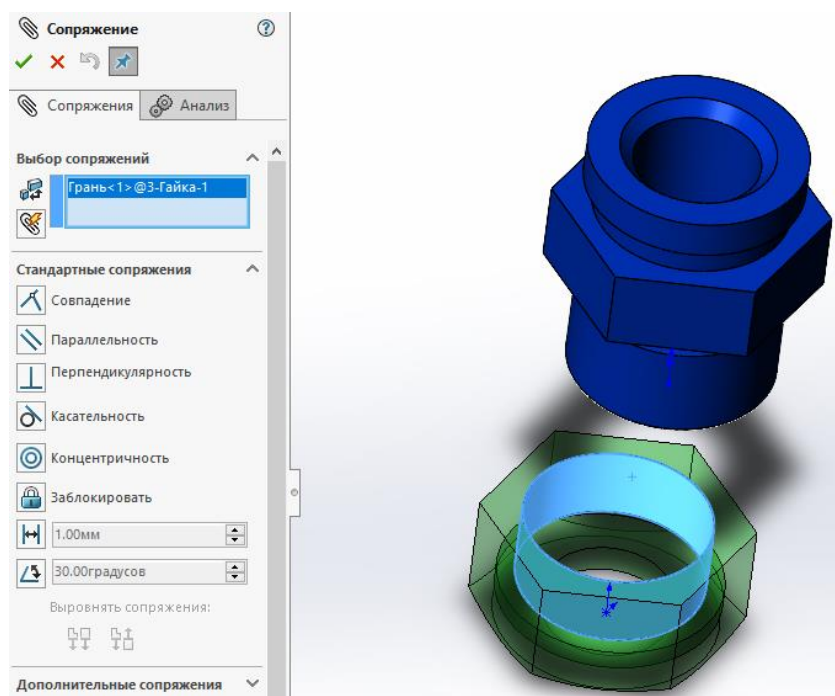 Сопряжение
Сопряжения Анализ
Выбор сопряжений
Грань<1>@3-Гайка-1
Стандартные сопряжения
Совпадение
Параллельность
Перпендикулярность
Касательность
Концентричность
Заблокировать
1.00мм
30.00градусов
Выровнять сопряжения:
Дополнительные сопряжения